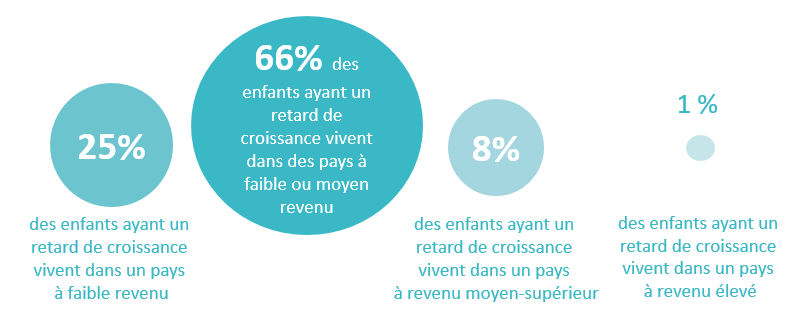 25%
des enfants ayant un
retard de croissance
vivent dans un pays
à faible revenu
66% des
enfants ayant un
retard de
croissance vivent
dans des pays à
faible ou moyen
revenu
8%
des enfants ayant un
retard de croissance
vivent dans un pays
à revenu moyen-supérieur
1 %
des enfants ayant un
retard de croissance
vivent dans un pays
à revenu élevé